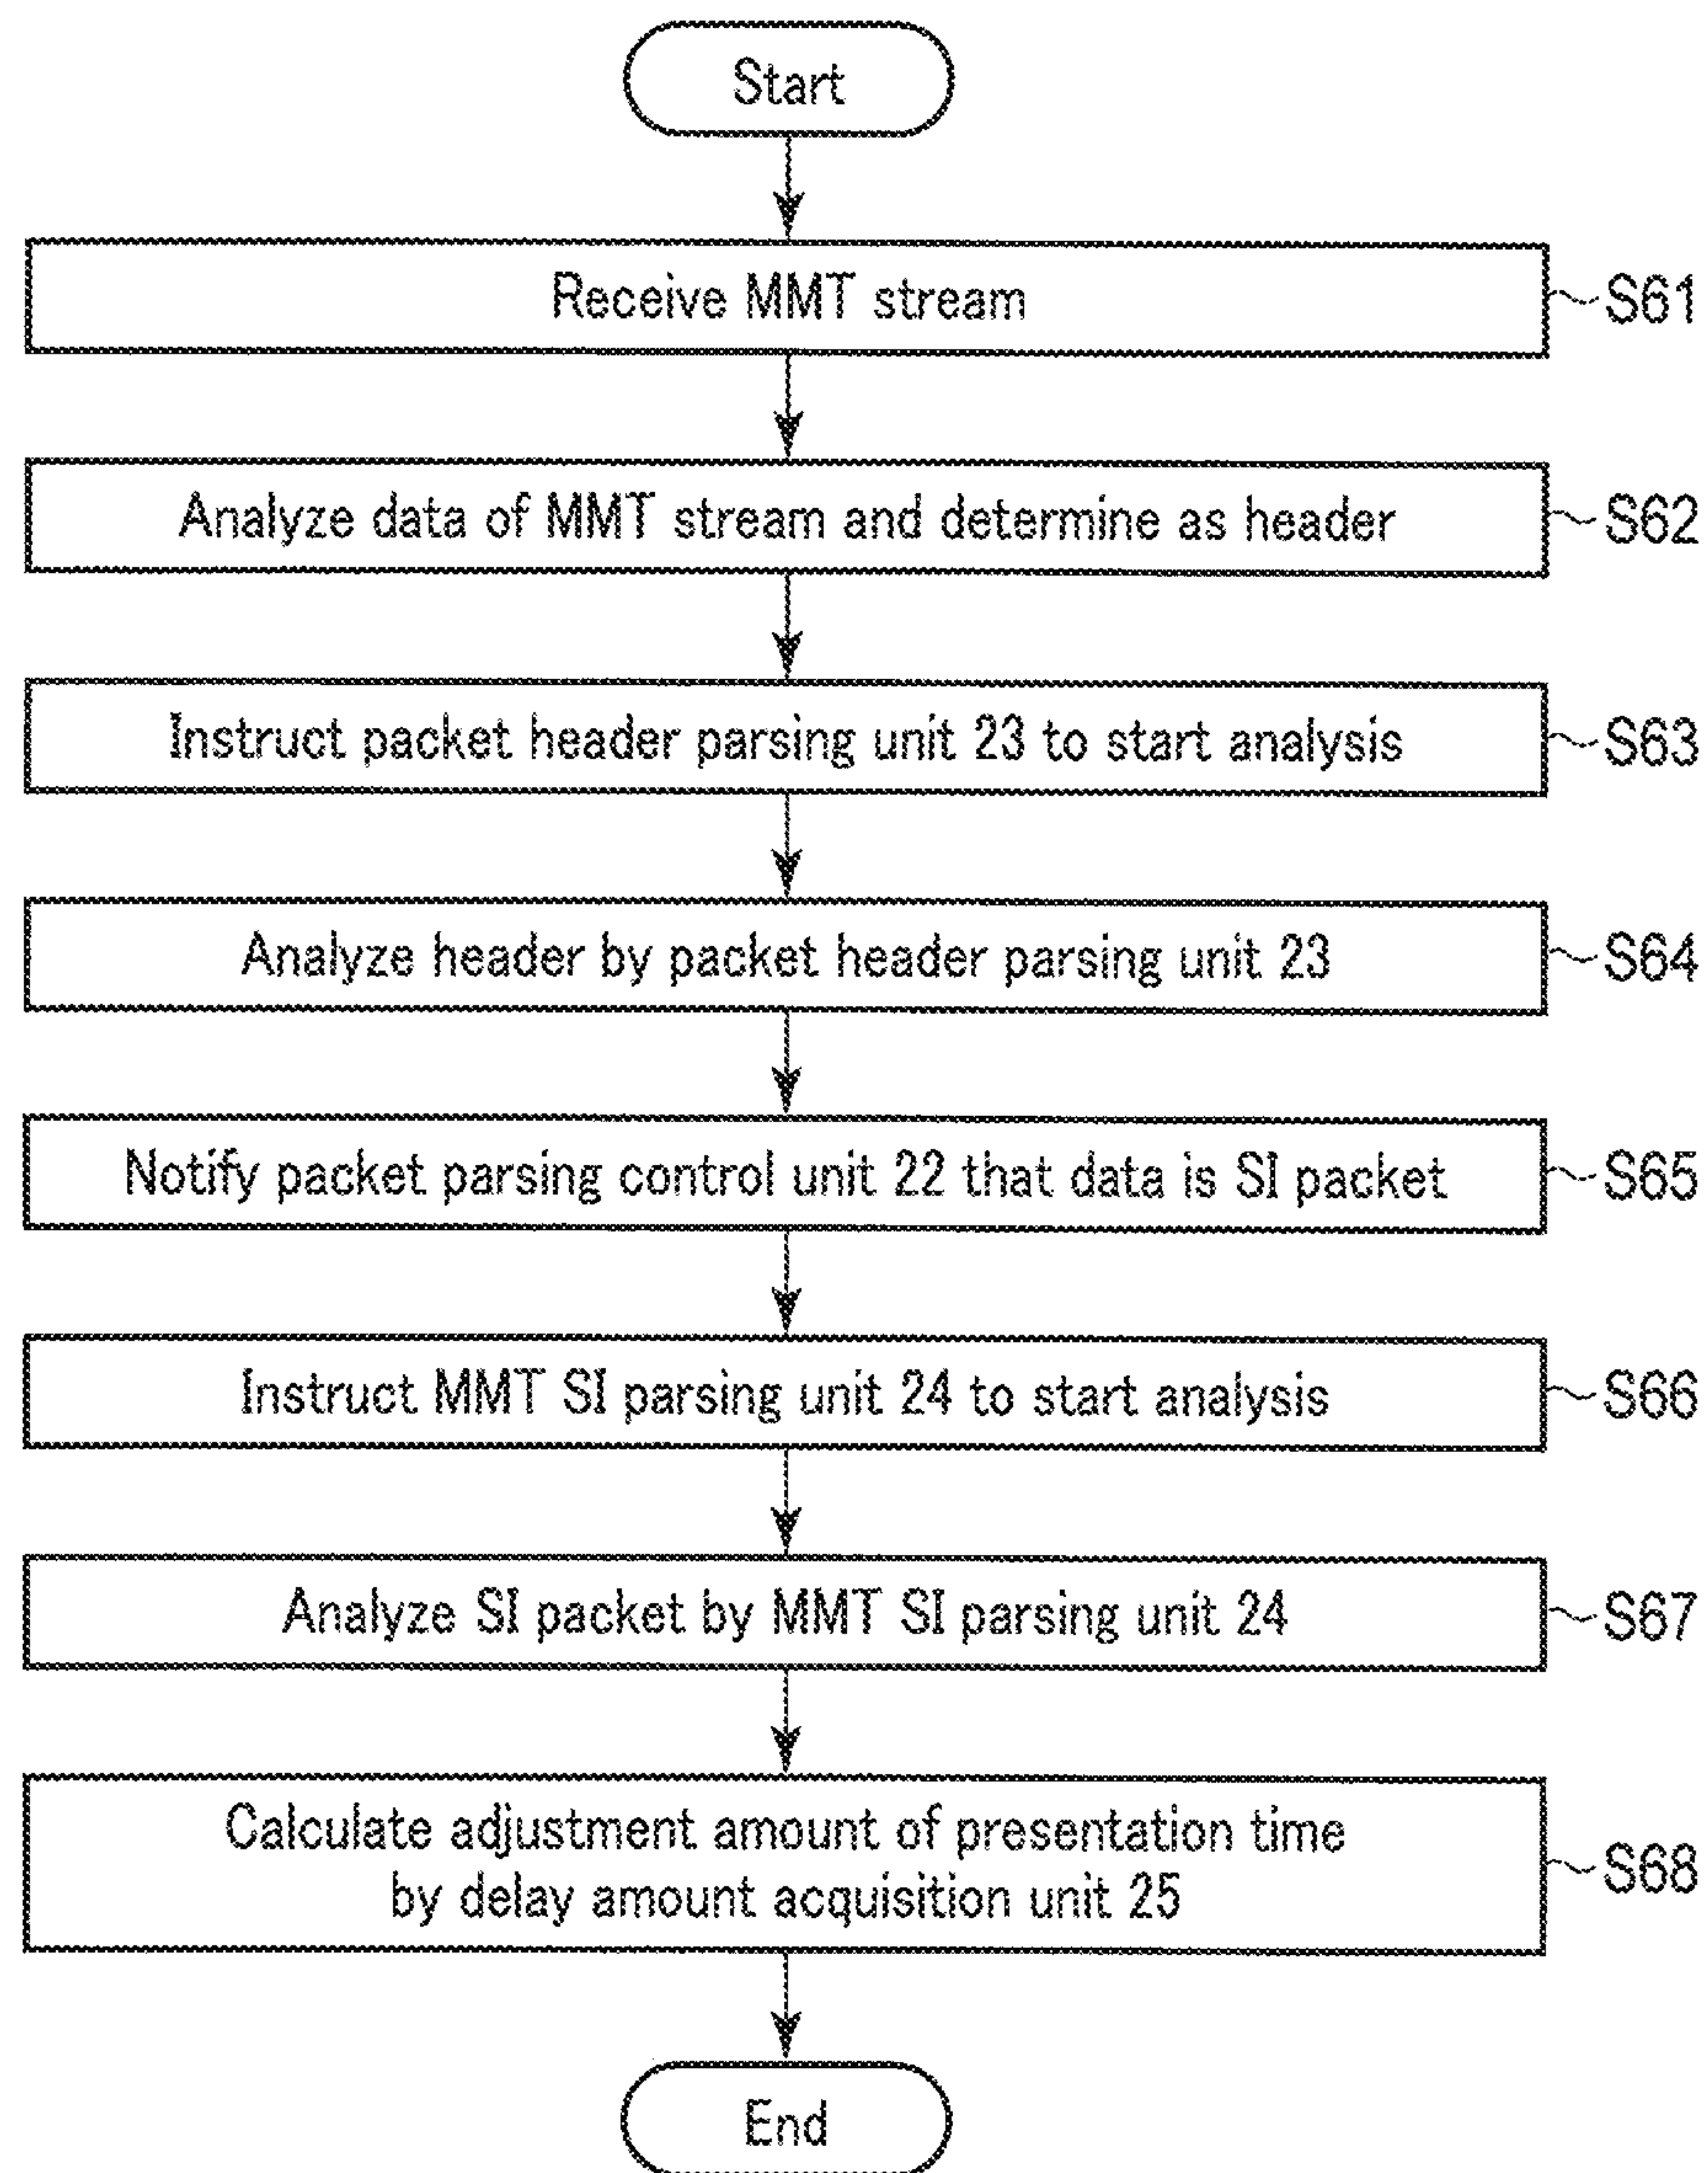 Start
Receive MMT stream
S61
Analyze data of MMT stream and determine as header
S62
Instruct packet header parsing unit 23 to start analysis
S63
Analyze header by packet header parsing unit 23
S64
Notify packet parsing control unit 22 that data is SI packet
S65
Instruct MMT SI parsing unit 24 to start analysis
S66
Analyze SI packet by MMT SI parsing unit 24
S67
Calculate adjustment amount of presentation time
by delay amount acquisition unit 25
S68
End